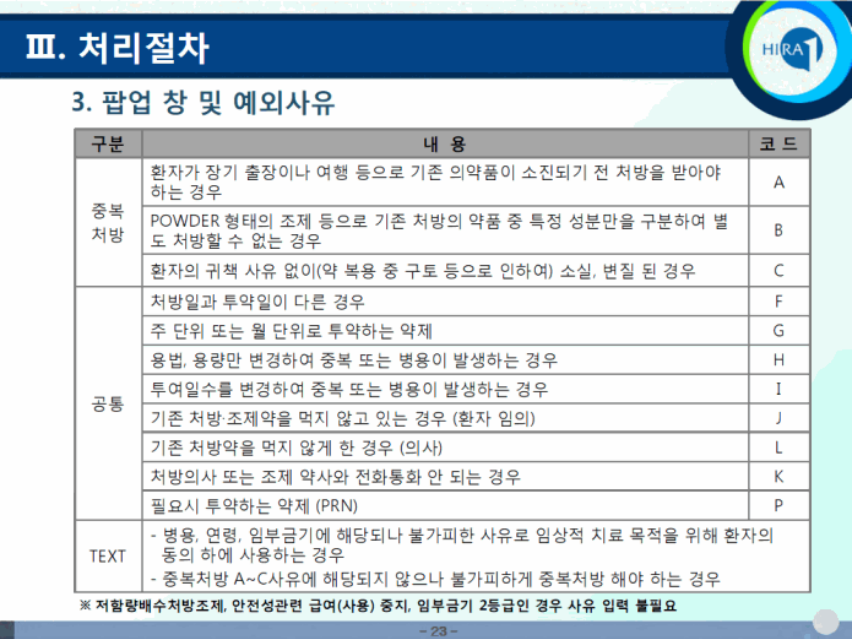 Ⅲ. 처리절차
HIRA
3. 팝업 창 및 예외사유
구분 내 용 코 드
중복
처방
환자가 장기 출장이나 여행 등으로 기존 의약품이 소진되기 전 처방을 받아야
하는 경우
A
POWDER 형태의 조제 등으로 기존 처방의 약품 중 특정 성분만을 구분하여 별
도 처방할 수 없는 경우
B
환자의 귀책 사유 없이(약 복용 중 구토 등으로 인하여) 소실, 변질 된 경우 C
공통
처방일과 투약일이 다른 경우 F
주 단위 또는 월 단위로 투약하는 약제 G
용법, 용량만 변경하여 중복 또는 병용이 발생하는 경우 H
투여일수를 변경하여 중복 또는 병용이 발생하는 경우 I
기존 처방·조제약을 먹지 않고 있는 경우 (환자 임의) J
기존 처방약을 먹지 않게 한 경우 (의사) L
처방의사 또는 조제 약사와 전화통화 안 되는 경우 K
필요시 투약하는 약제 (PRN) P
TEXT
- 병용, 연령, 임부금기에 해당되나 불가피한 사유로 임상적 치료 목적을 위해 환자의
동의 하에 사용하는 경우
- 중복처방 A~C사유에 해당되지 않으나 불가피하게 중복처방 해야 하는 경우
※ 저함량배수처방조제, 안전성관련 급여(사용) 중지, 임부금기 2등급인 경우 사유 입력 불필요
- 23 -